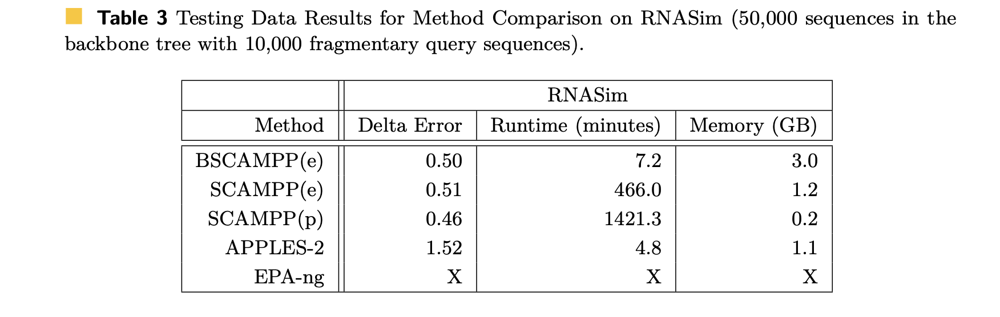 Table 3 Testing Data Results for Method Comparison on RNASim (50,000 sequences in the
backbone tree with 10,000 fragmentary query sequences).
RNASim
Method Delta Error Runtime (minutes) Memory (GB)
BSCAMPP(e) 0.50 7.2 3.0
SCAMPP(e) 0.51 466.0 1.2
SCAMPP(p) 0.46 1421.3 0.2
APPLES-2 1.52 4.8 1.1
EPA-ng X X X